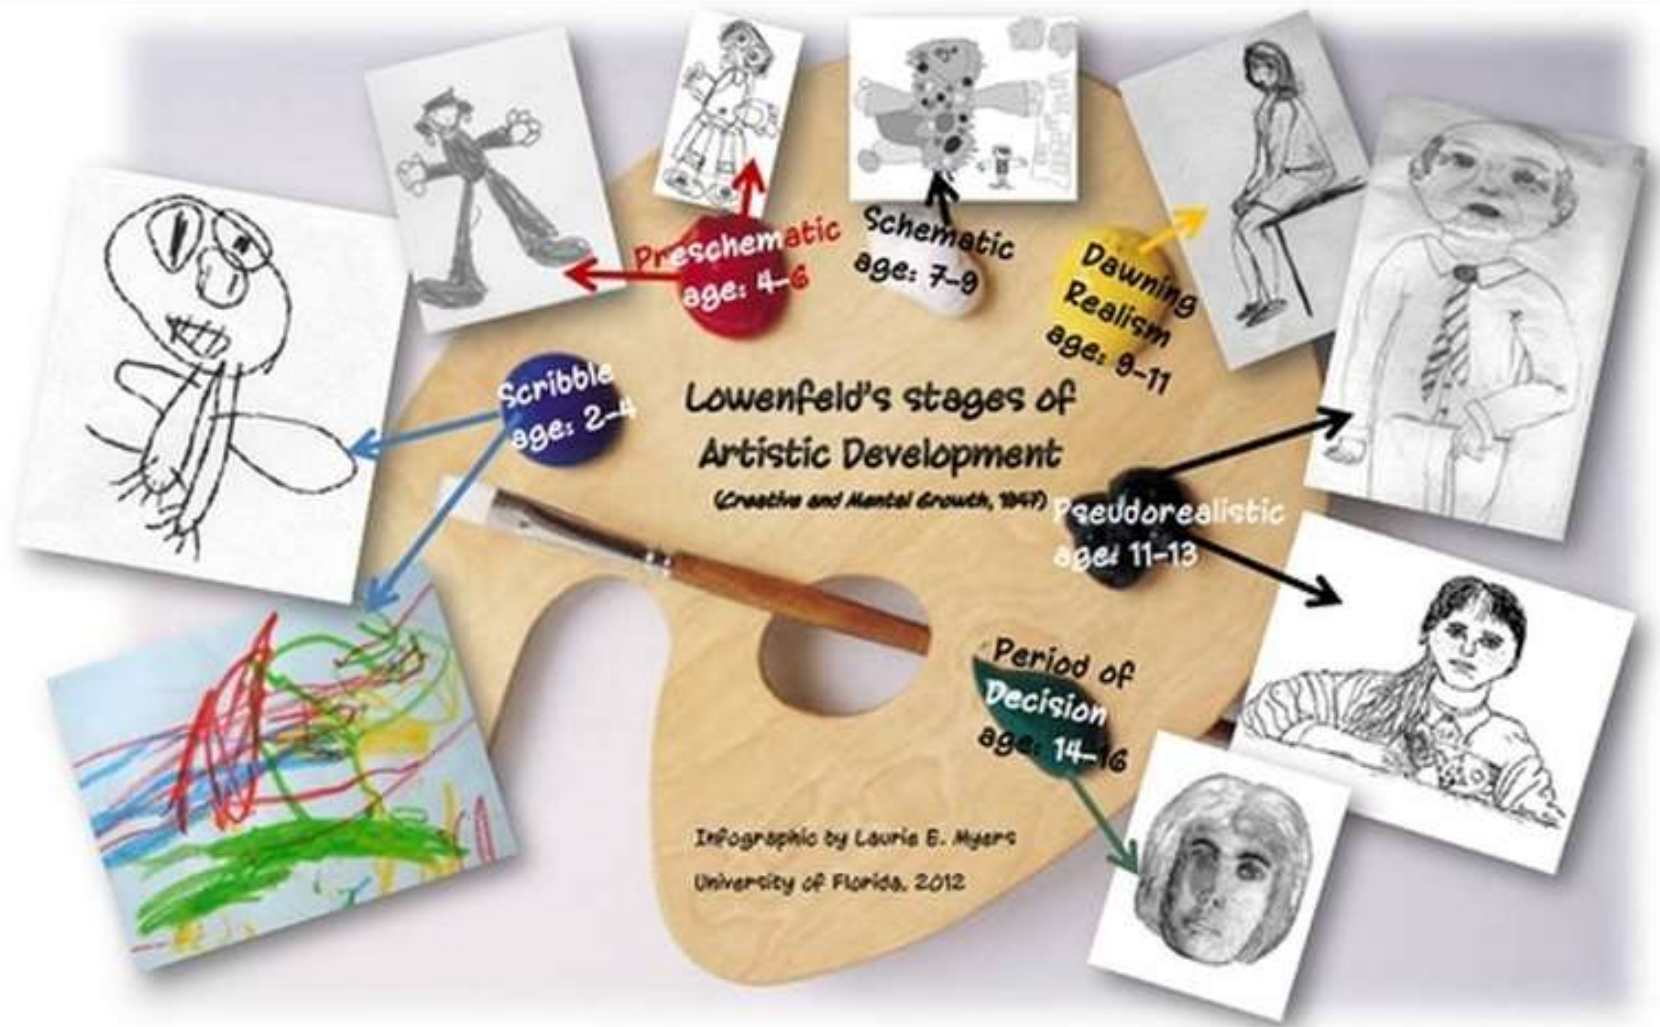 Preschematic
age: 4-6
Schematic
age: 7-9
Dawning
Realism
age: 9-11
Scribble
age: 2-4
Lowenfeld's stages of
Artistic Development
(Creative and Mental Growth, 1947)
Pseudorealistic
age: 11-13
Period of
Decision
age: 14-16
Infographic by Laurie E. Myers
University of Florida, 2012